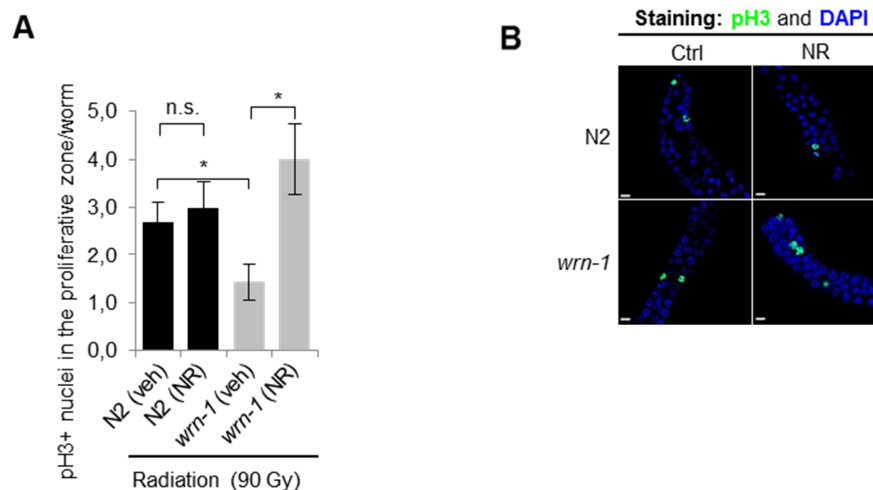 A
pH3+ nuclei in the proliferative zone/worm
5,0
4,0
3,0
2,0
1,0
0,0
n.s.
*
*
N2 (veh)
N2 (NR)
wrn-1 (veh)
wrn-1 (NR)
Radiation (90 Gy)
B
Staining: pH3 and DAPI
Ctrl NR
N2
wrn-1